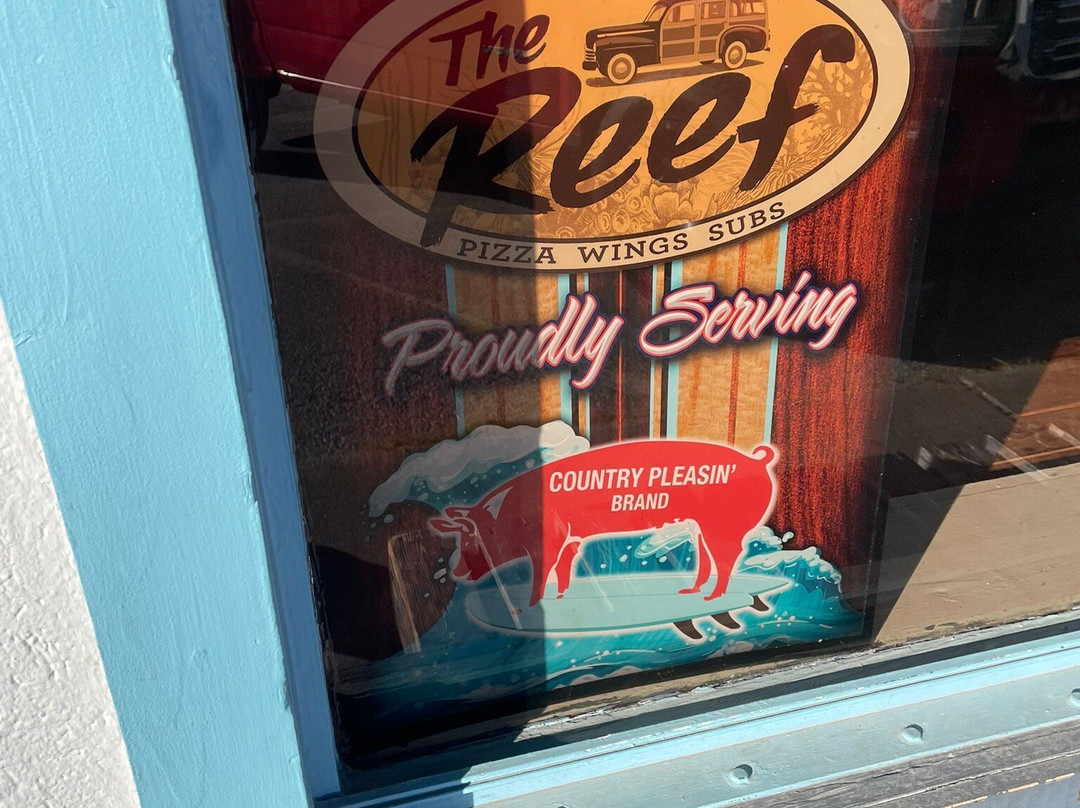 The
Reef
PIZZA WINGS SUBS
Proudly Serving
COUNTRY PLEASIN'
BRAND